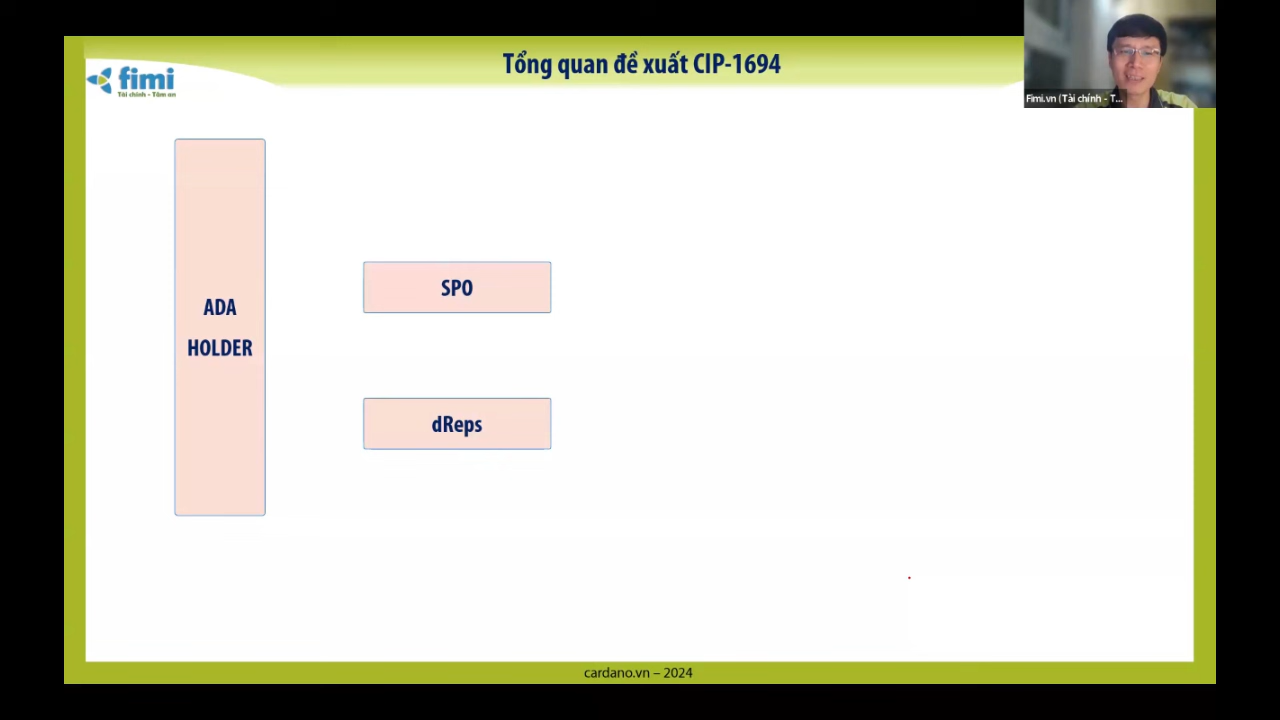 Tổng quan đề xuất CIP-1694
fimi
Tài chính - Tâm an
Fimi.vn (Tài chính - T...
ADA
HOLDER
SPO
dReps
cardano.vn – 2024